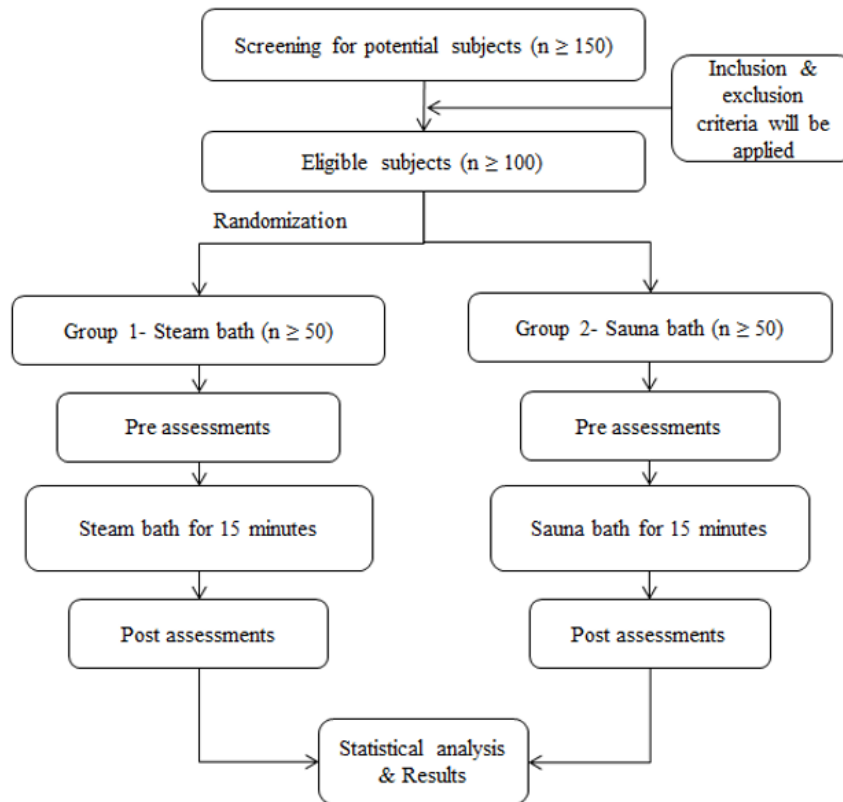 Screening for potential subjects (n ≥ 150)
Inclusion &
exclusion
criteria will be
applied
Eligible subjects (n ≥ 100)
Randomization
Group 1- Steam bath (n ≥ 50)
Group 2- Sauna bath (n ≥ 50)
Pre assessments
Pre assessments
Steam bath for 15 minutes
Sauna bath for 15 minutes
Post assessments
Post assessments
Statistical analysis
& Results